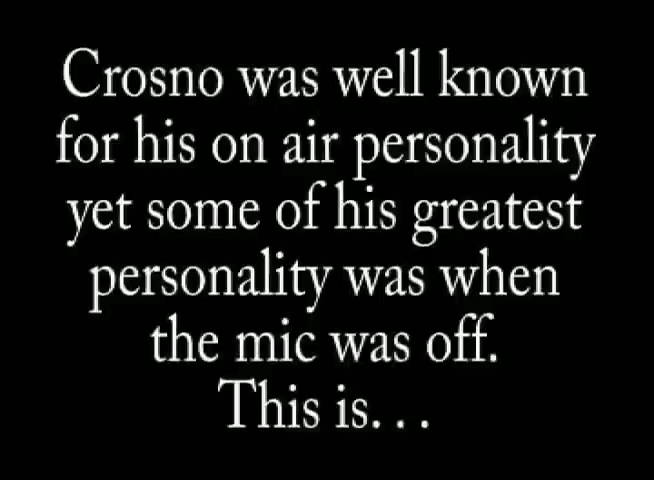 Crosno was well known
for his on air personality
yet some of his greatest
personality was when
the mic was off.
This is. . .